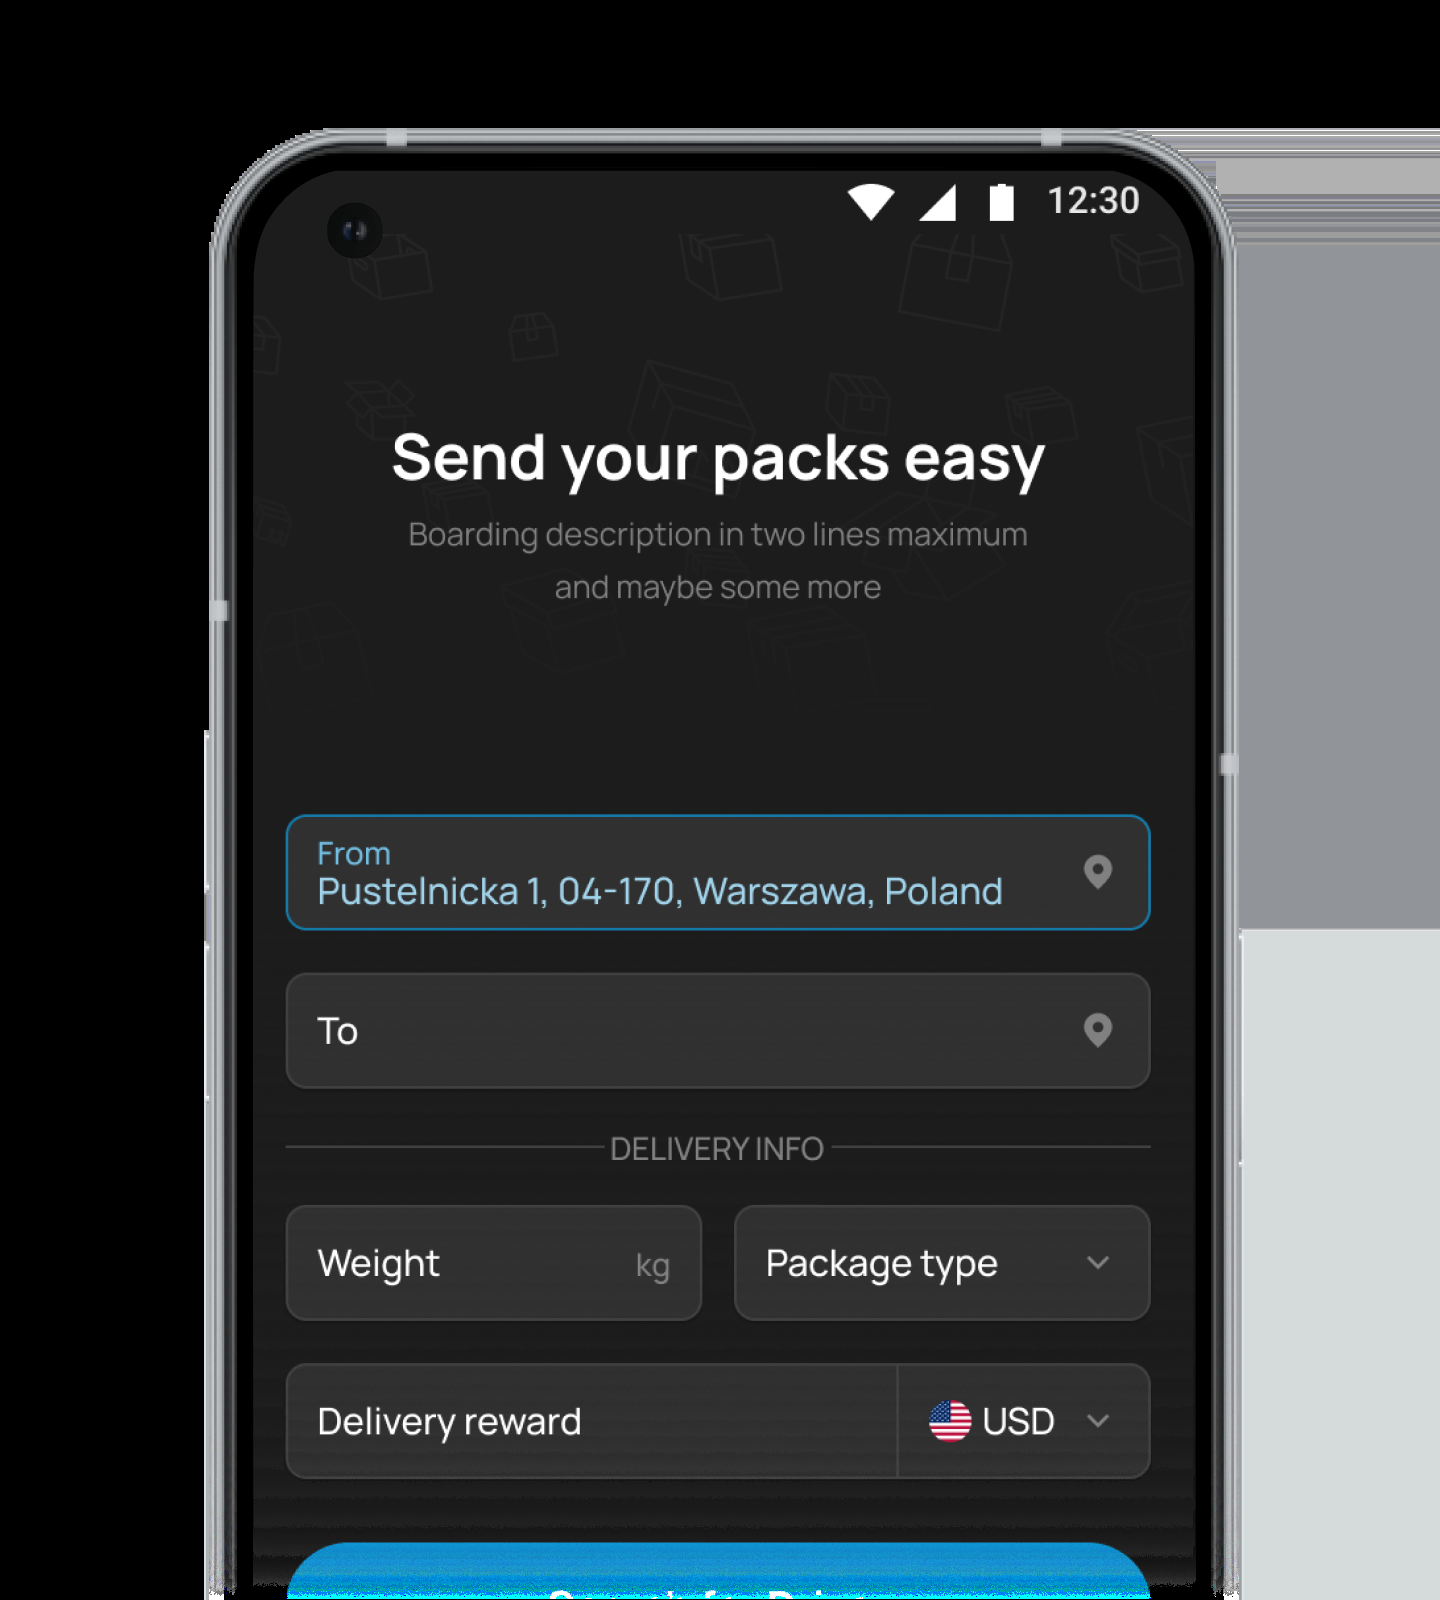 12:30
Send your packs easy
Boarding description in two lines maximum
and maybe some more
From
Pustelnicka 1, 04-170, Warszawa, Poland
To
DELIVERY INFO
Weight kg
Package type
Delivery reward
USD